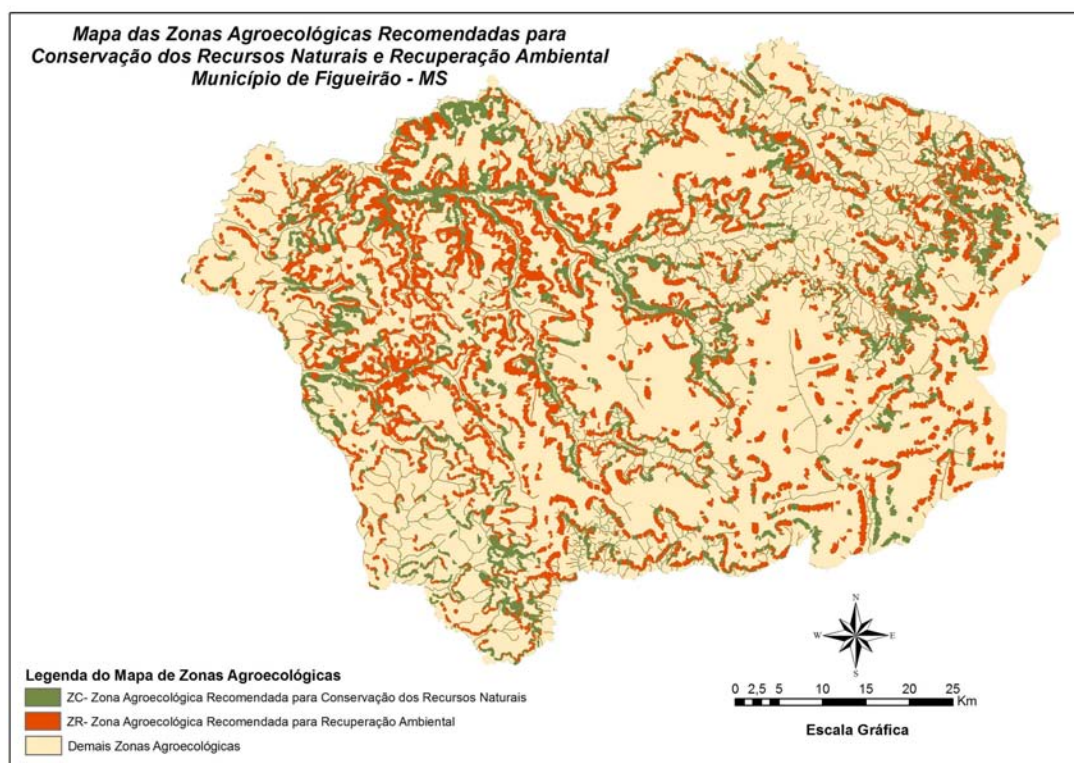 Mapa das Zonas Agroecológicas Recomendadas para
Conservação dos Recursos Naturais e Recuperação Ambiental
Município de Figueirão - MS
N
W E
S
Legenda do Mapa de Zonas Agroecológicas
ZC- Zona Agroecológica Recomendada para Conservação dos Recursos Naturais
ZR- Zona Agroecológica Recomendada para Recuperação Ambiental
Demais Zonas Agroecológicas
0 2,5 5 10 15 20 25
Km
Escala Gráfica